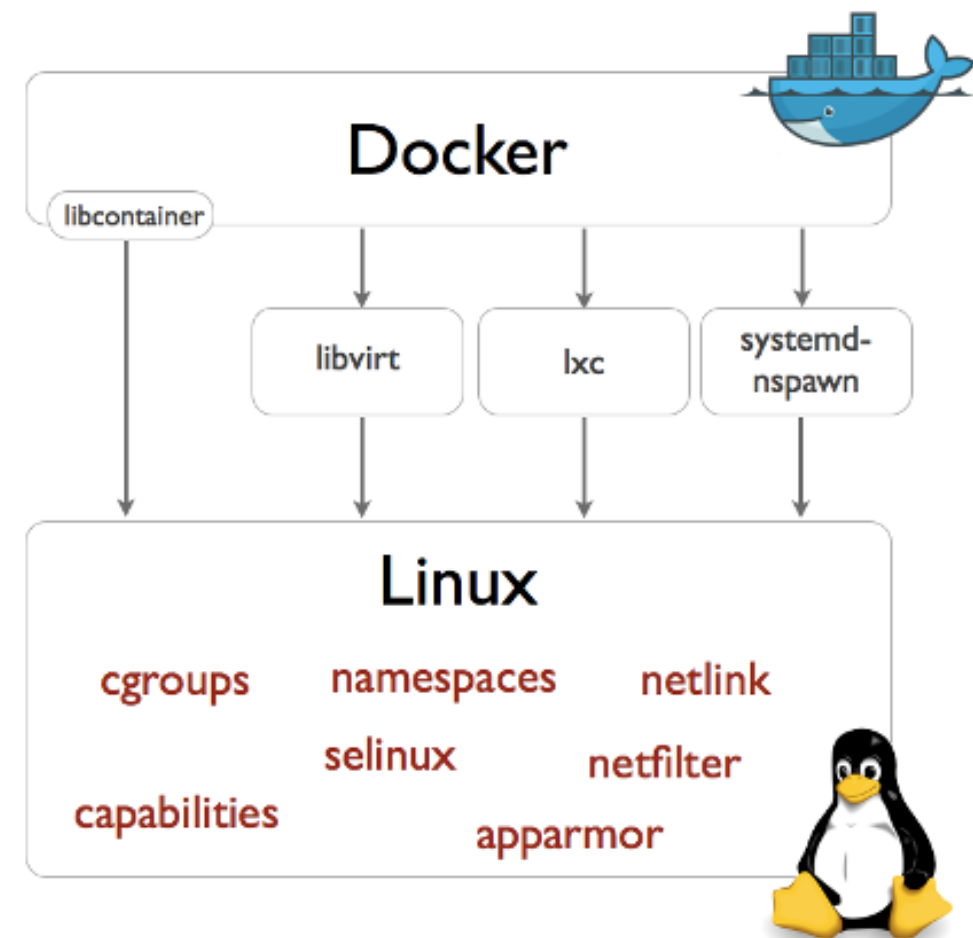 Docker
libcontainer
libvirt
lxc
systemd-
nspawn
Linux
cgroups
namespaces
netlink
selinux
netfilter
capabilities
apparmor